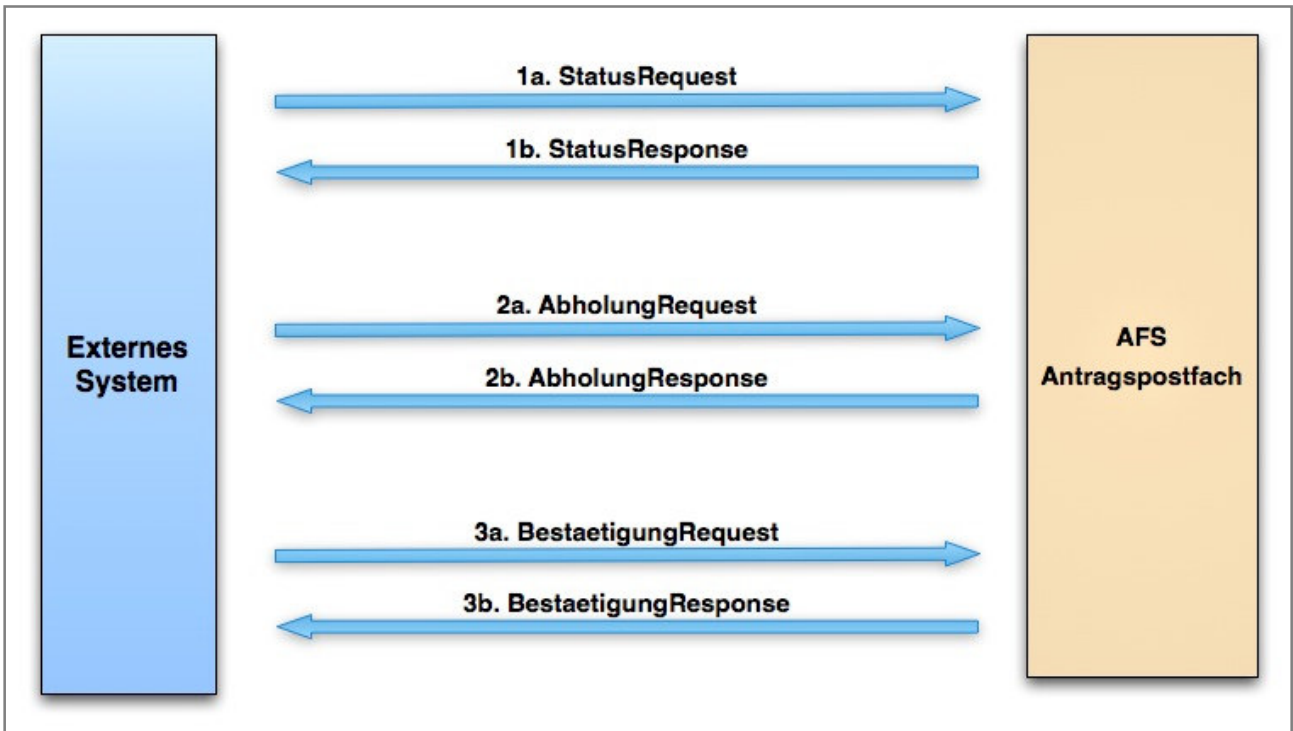 1a. StatusRequest
1b. StatusResponse
2a. AbholungRequest
2b. AbholungResponse
3a. BestaetigungRequest
3b. BestaetigungResponse
Externes
System
AFS
Antragspostfach